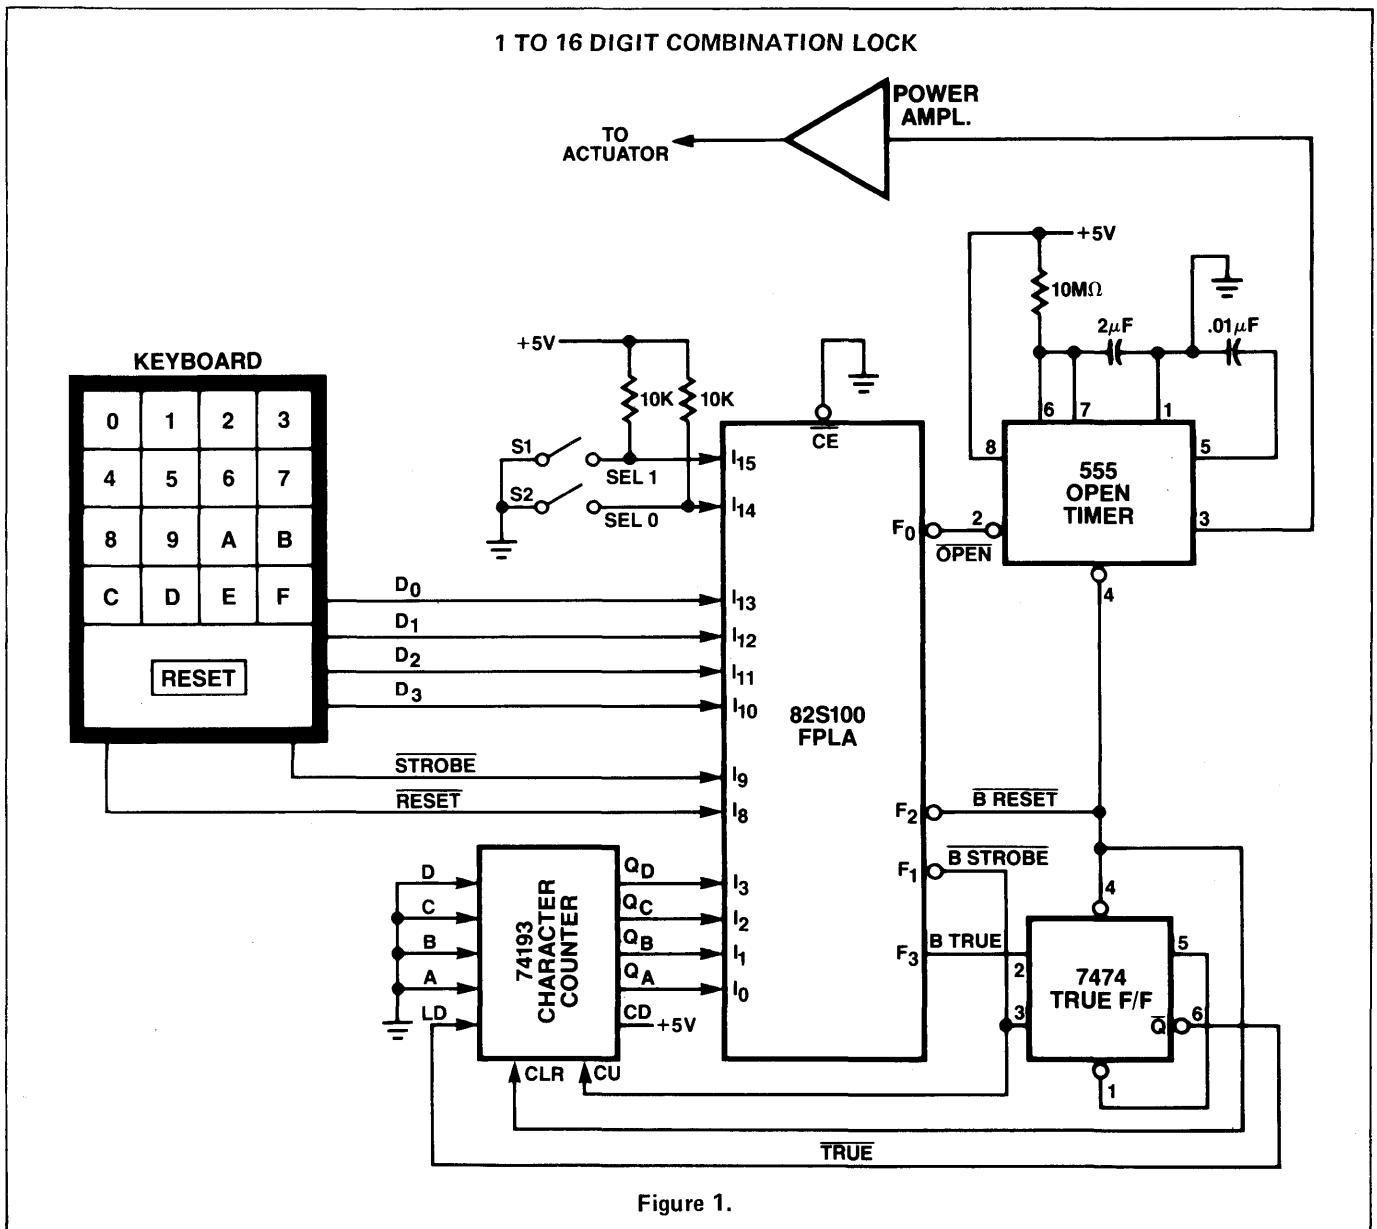 1 TO 16 DIGIT COMBINATION LOCK
POWER
AMPL.
TO
ACTUATOR
+5V
10MΩ
2µF
.01µF
6
7
1
8
5
555
OPEN
TIMER
2
3
OPEN
4
+5V
10K
10K
S1
SEL 1
S2
SEL 0
CE
I15
I14
F0
KEYBOARD
0 1 2 3
4 5 6 7
8 9 A B
C D E F
RESET
D0
D1
D2
D3
STROBE
RESET
I13
I12
I11
I10
I9
I8
82S100
FPLA
F2
B RESET
F1
B STROBE
F3
B TRUE
D
C
B
A
LD
74193
CHARACTER
COUNTER
QD
QC
QB
QA
CD
+5V
CLR
CU
I3
I2
I1
I0
4
2
3
5
7474
TRUE F/F
Q
6
1
TRUE
Figure 1.